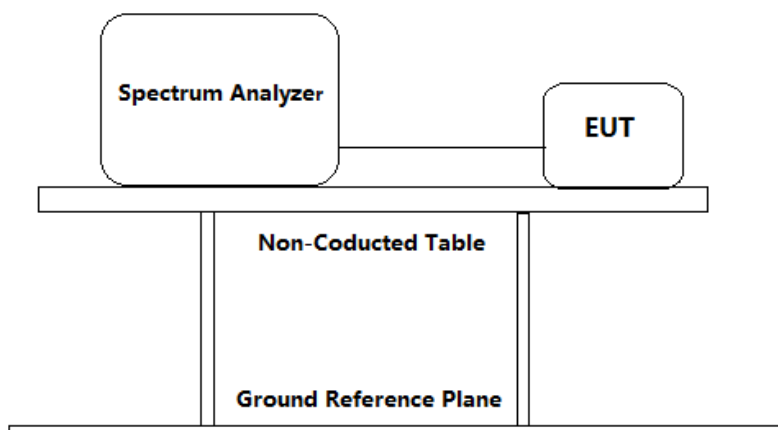 Spectrum Analyzer
EUT
Non-Coducted Table
Ground Reference Plane